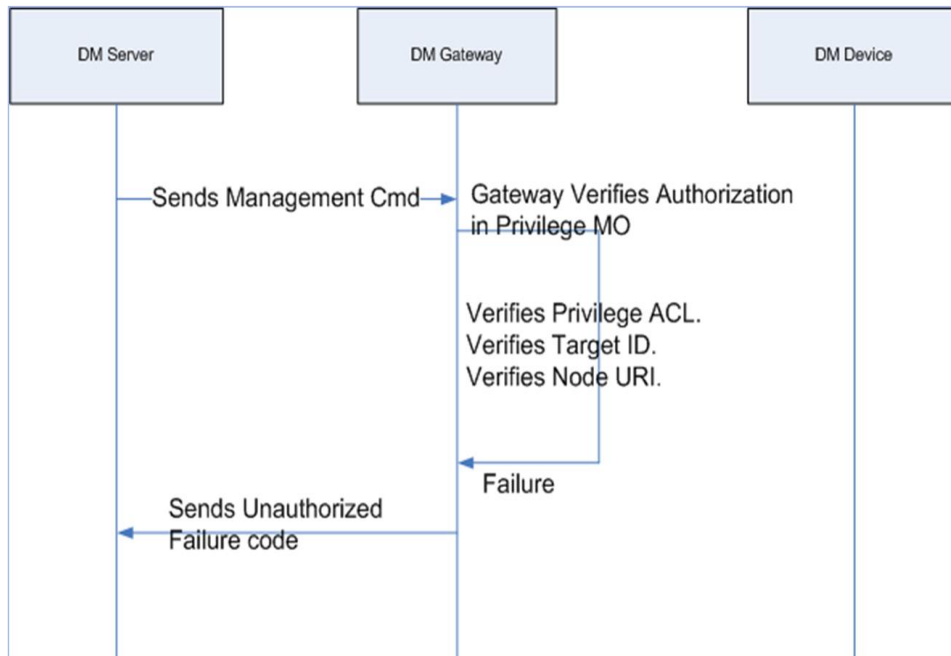 DM Server
DM Gateway
DM Device
Sends Management Cmd
Gateway Verifies Authorization
in Privilege MO
Verifies Privilege ACL.
Verifies Target ID.
Verifies Node URI.
Failure
Sends Unauthorized
Failure code